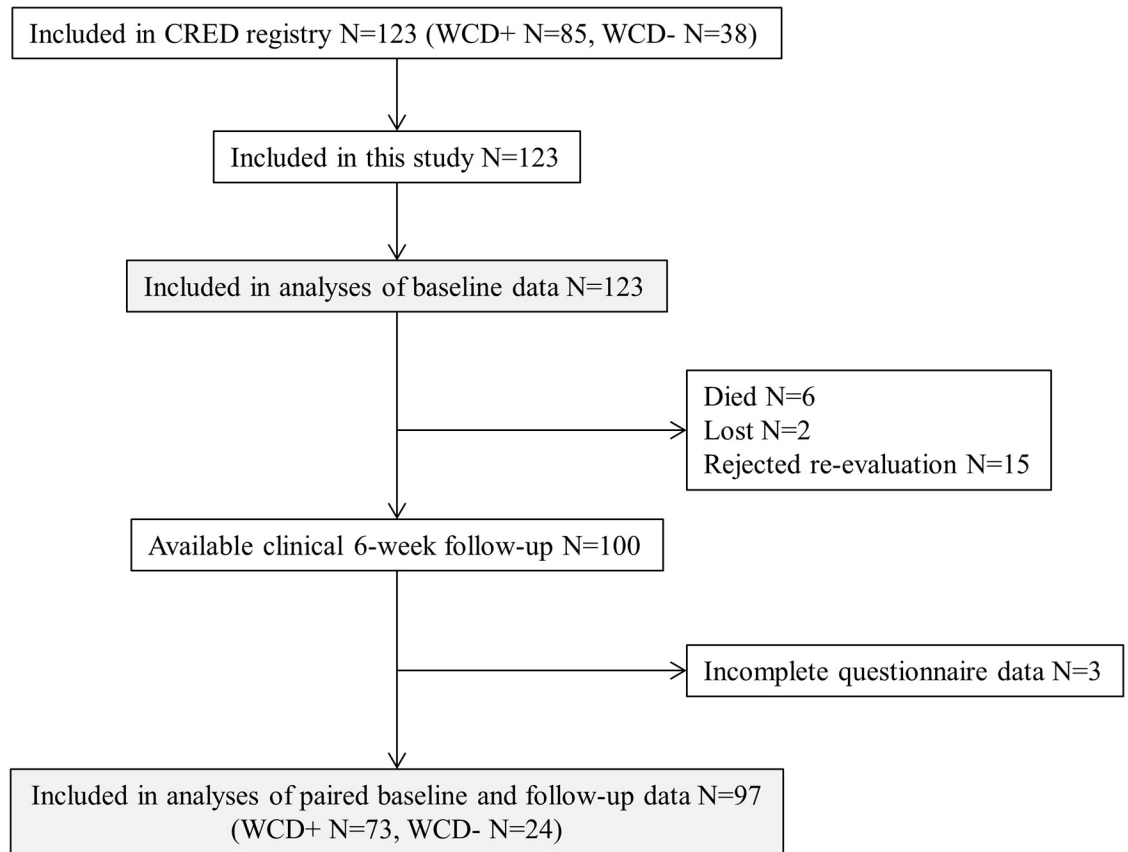 Included in CRED registry N=123 (WCD+ N=85, WCD- N=38)
Included in this study N=123
Included in analyses of baseline data N=123
Died N=6
Lost N=2
Rejected re-evaluation N=15
Available clinical 6-week follow-up N=100
Incomplete questionnaire data N=3
Included in analyses of paired baseline and follow-up data N=97
(WCD+ N=73, WCD- N=24)